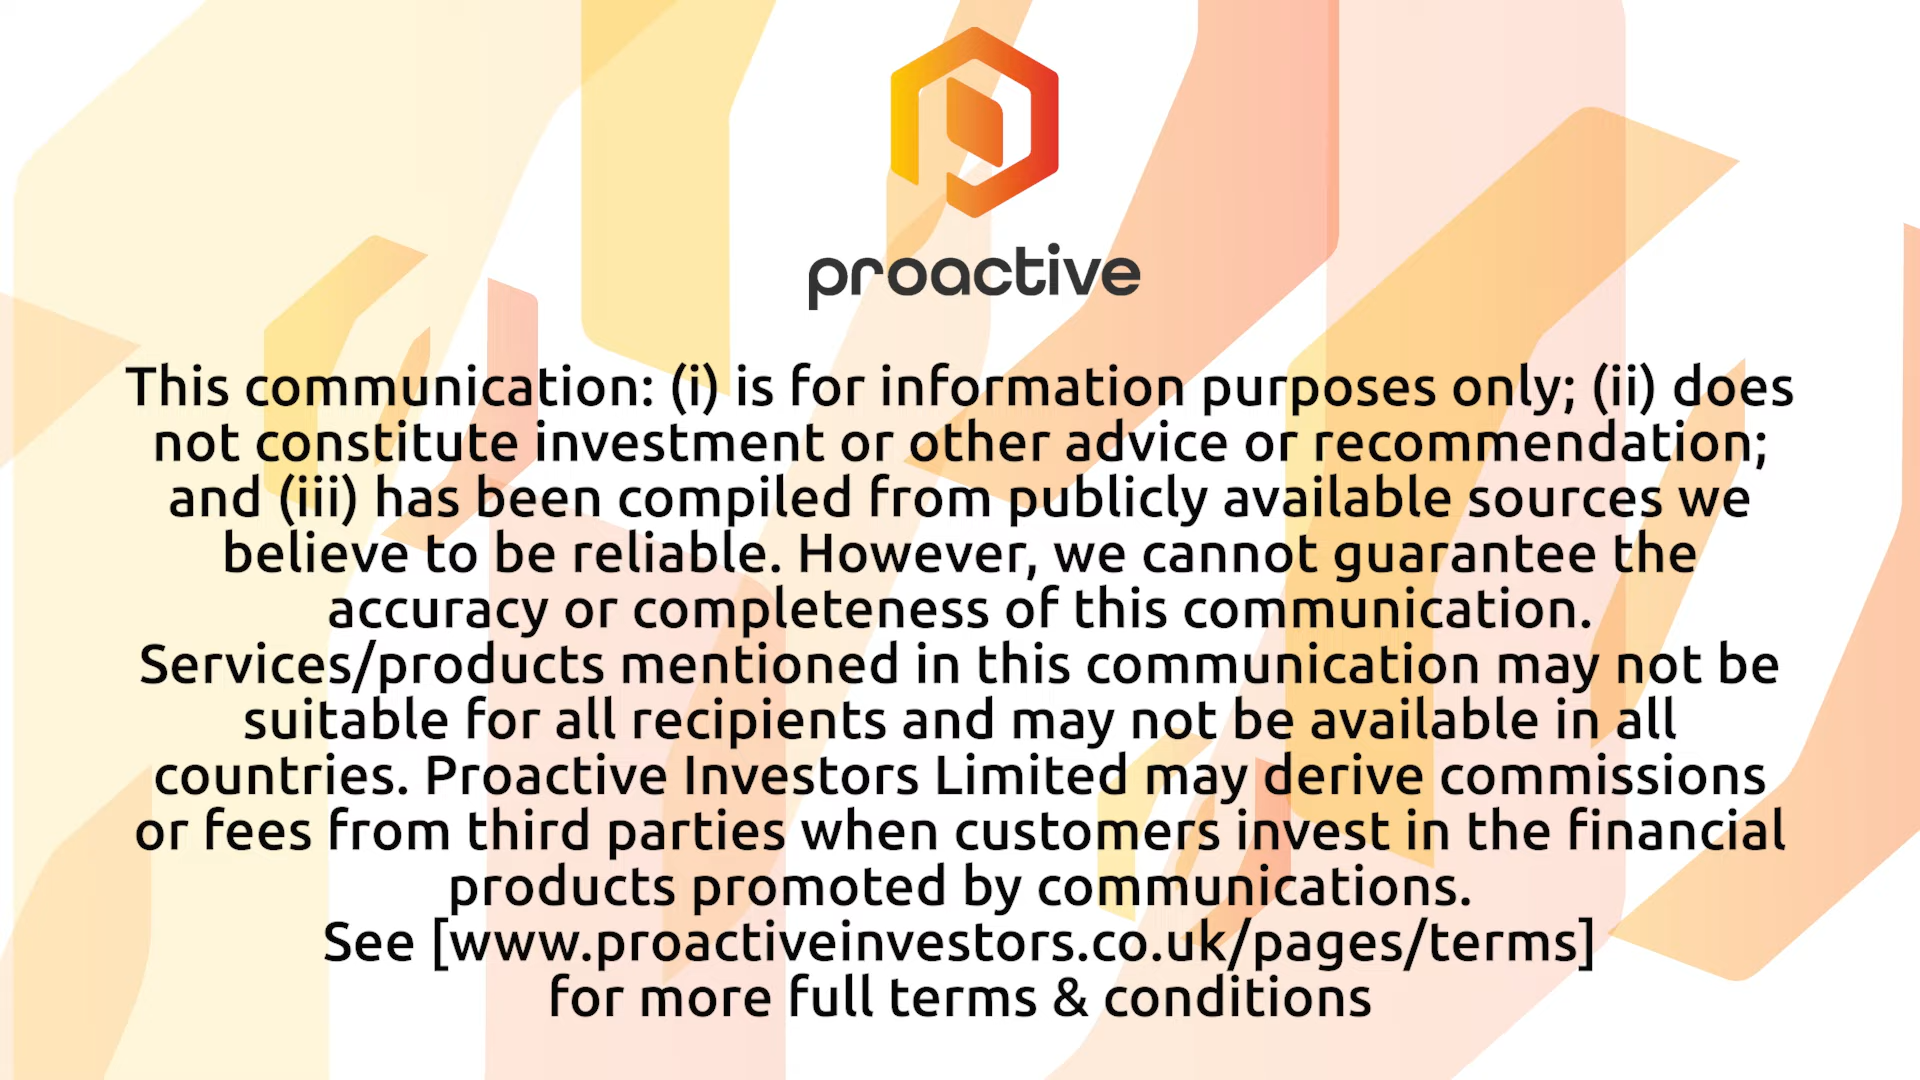 proactive
This communication: (i) is for information purposes only; (ii) does
not constitute investment or other advice or recommendation;
and (iii) has been compiled from publicly available sources we
believe to be reliable. However, we cannot guarantee the
accuracy or completeness of this communication.
Services/products mentioned in this communication may not be
suitable for all recipients and may not be available in all
countries. Proactive Investors Limited may derive commissions
or fees from third parties when customers invest in the financial
products promoted by communications.
See [www.proactiveinvestors.co.uk/pages/terms]
for more full terms & conditions